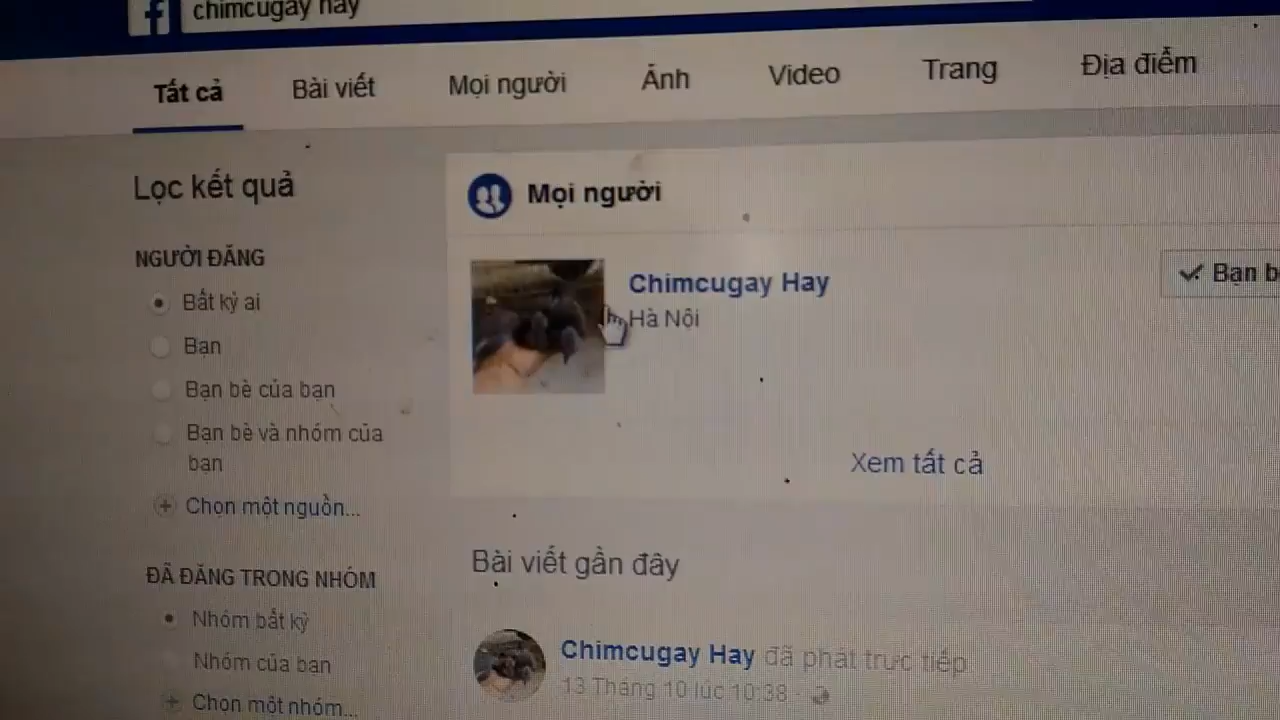 chimcugay hay
Tất cả
Bài viết
Mọi người
Ảnh
Video
Trang
Địa điểm
Lọc kết quả
NGƯỜI ĐĂNG
Bất kỳ ai
Bạn
Bạn bè của bạn
Bạn bè và nhóm của
bạn
Chọn một nguồn...
ĐÃ ĐĂNG TRONG NHÓM
Nhóm bất kỳ
Nhóm của bạn
Chọn một nhóm...
Mọi người
Chimcugay Hay
Hà Nội
Bạn b
Xem tất cả
Bài viết gần đây
Chimcugay Hay đã phát trực tiếp
13 Tháng 10 lúc 10:38 ·